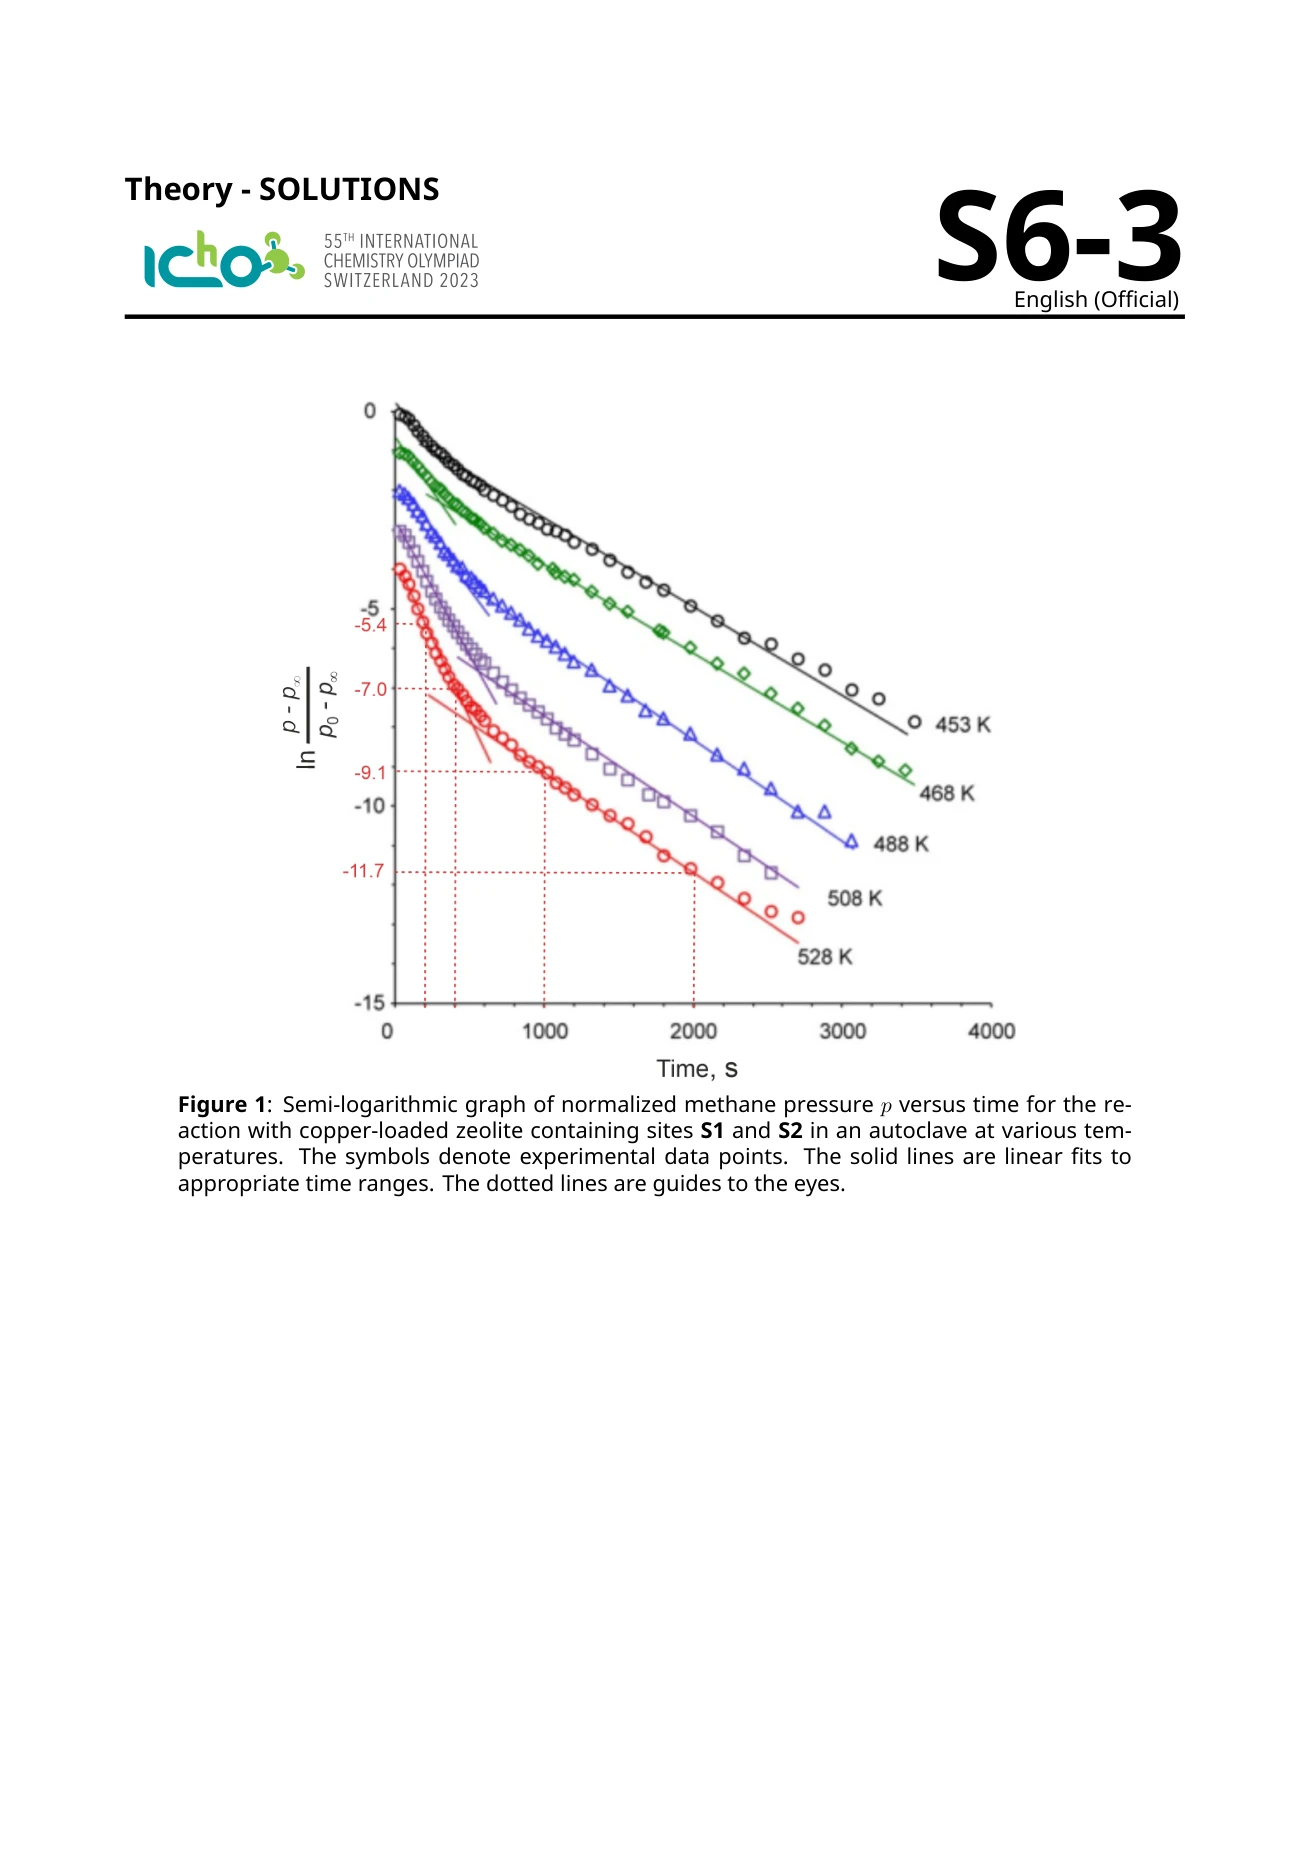 Theory - SOLUTIONS
IChO
55TH INTERNATIONAL
CHEMISTRY OLYMPIAD
SWITZERLAND 2023
S6-3
English (Official)
0
-5
-5.4
-7.0
-9.1
-10
-11.7
-15
ln (p - p∞) / (p0 - p∞)
453 K
468 K
488 K
508 K
528 K
0 1000 2000 3000 4000
Time, s
Figure 1: Semi-logarithmic graph of normalized methane pressure p versus time for the re-
action with copper-loaded zeolite containing sites S1 and S2 in an autoclave at various tem-
peratures. The symbols denote experimental data points. The solid lines are linear fits to
appropriate time ranges. The dotted lines are guides to the eyes.